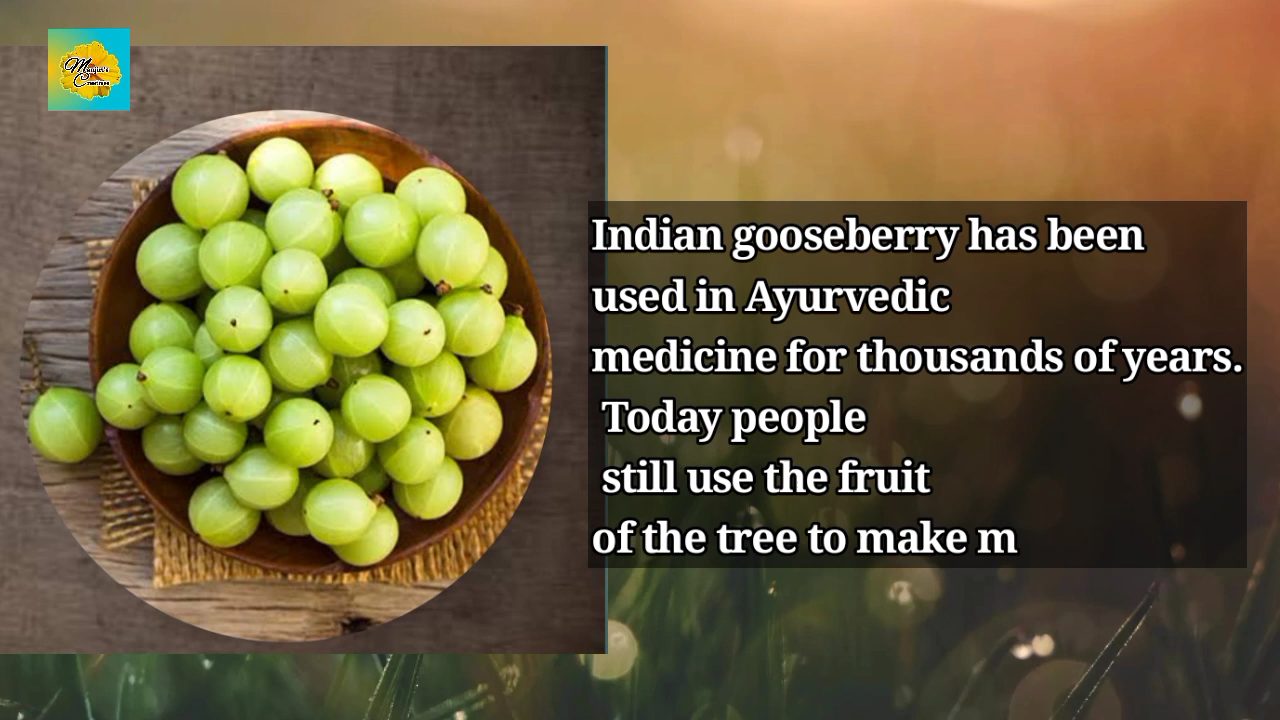 Indian gooseberry has been
used in Ayurvedic
medicine for thousands of years.
Today people
still use the fruit
of the tree to make m